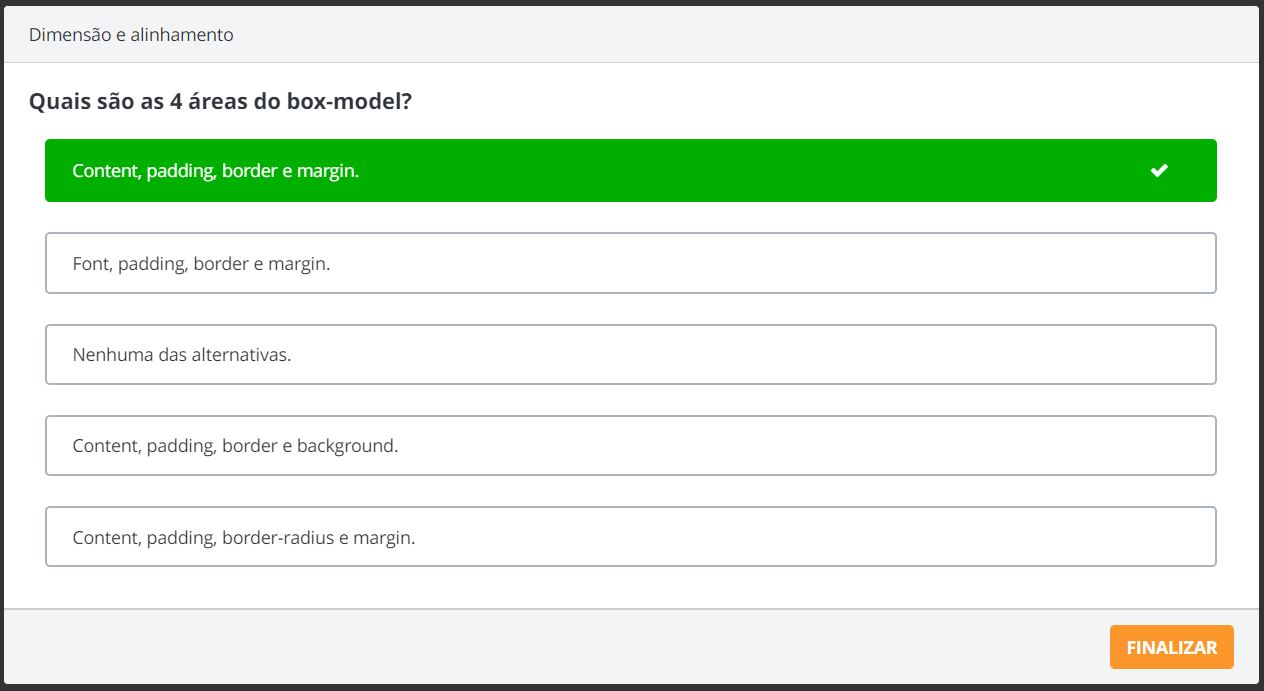 Dimensão e alinhamento
Quais são as 4 áreas do box-model?
Content, padding, border e margin.
Font, padding, border e margin.
Nenhuma das alternativas.
Content, padding, border e background.
Content, padding, border-radius e margin.
FINALIZAR